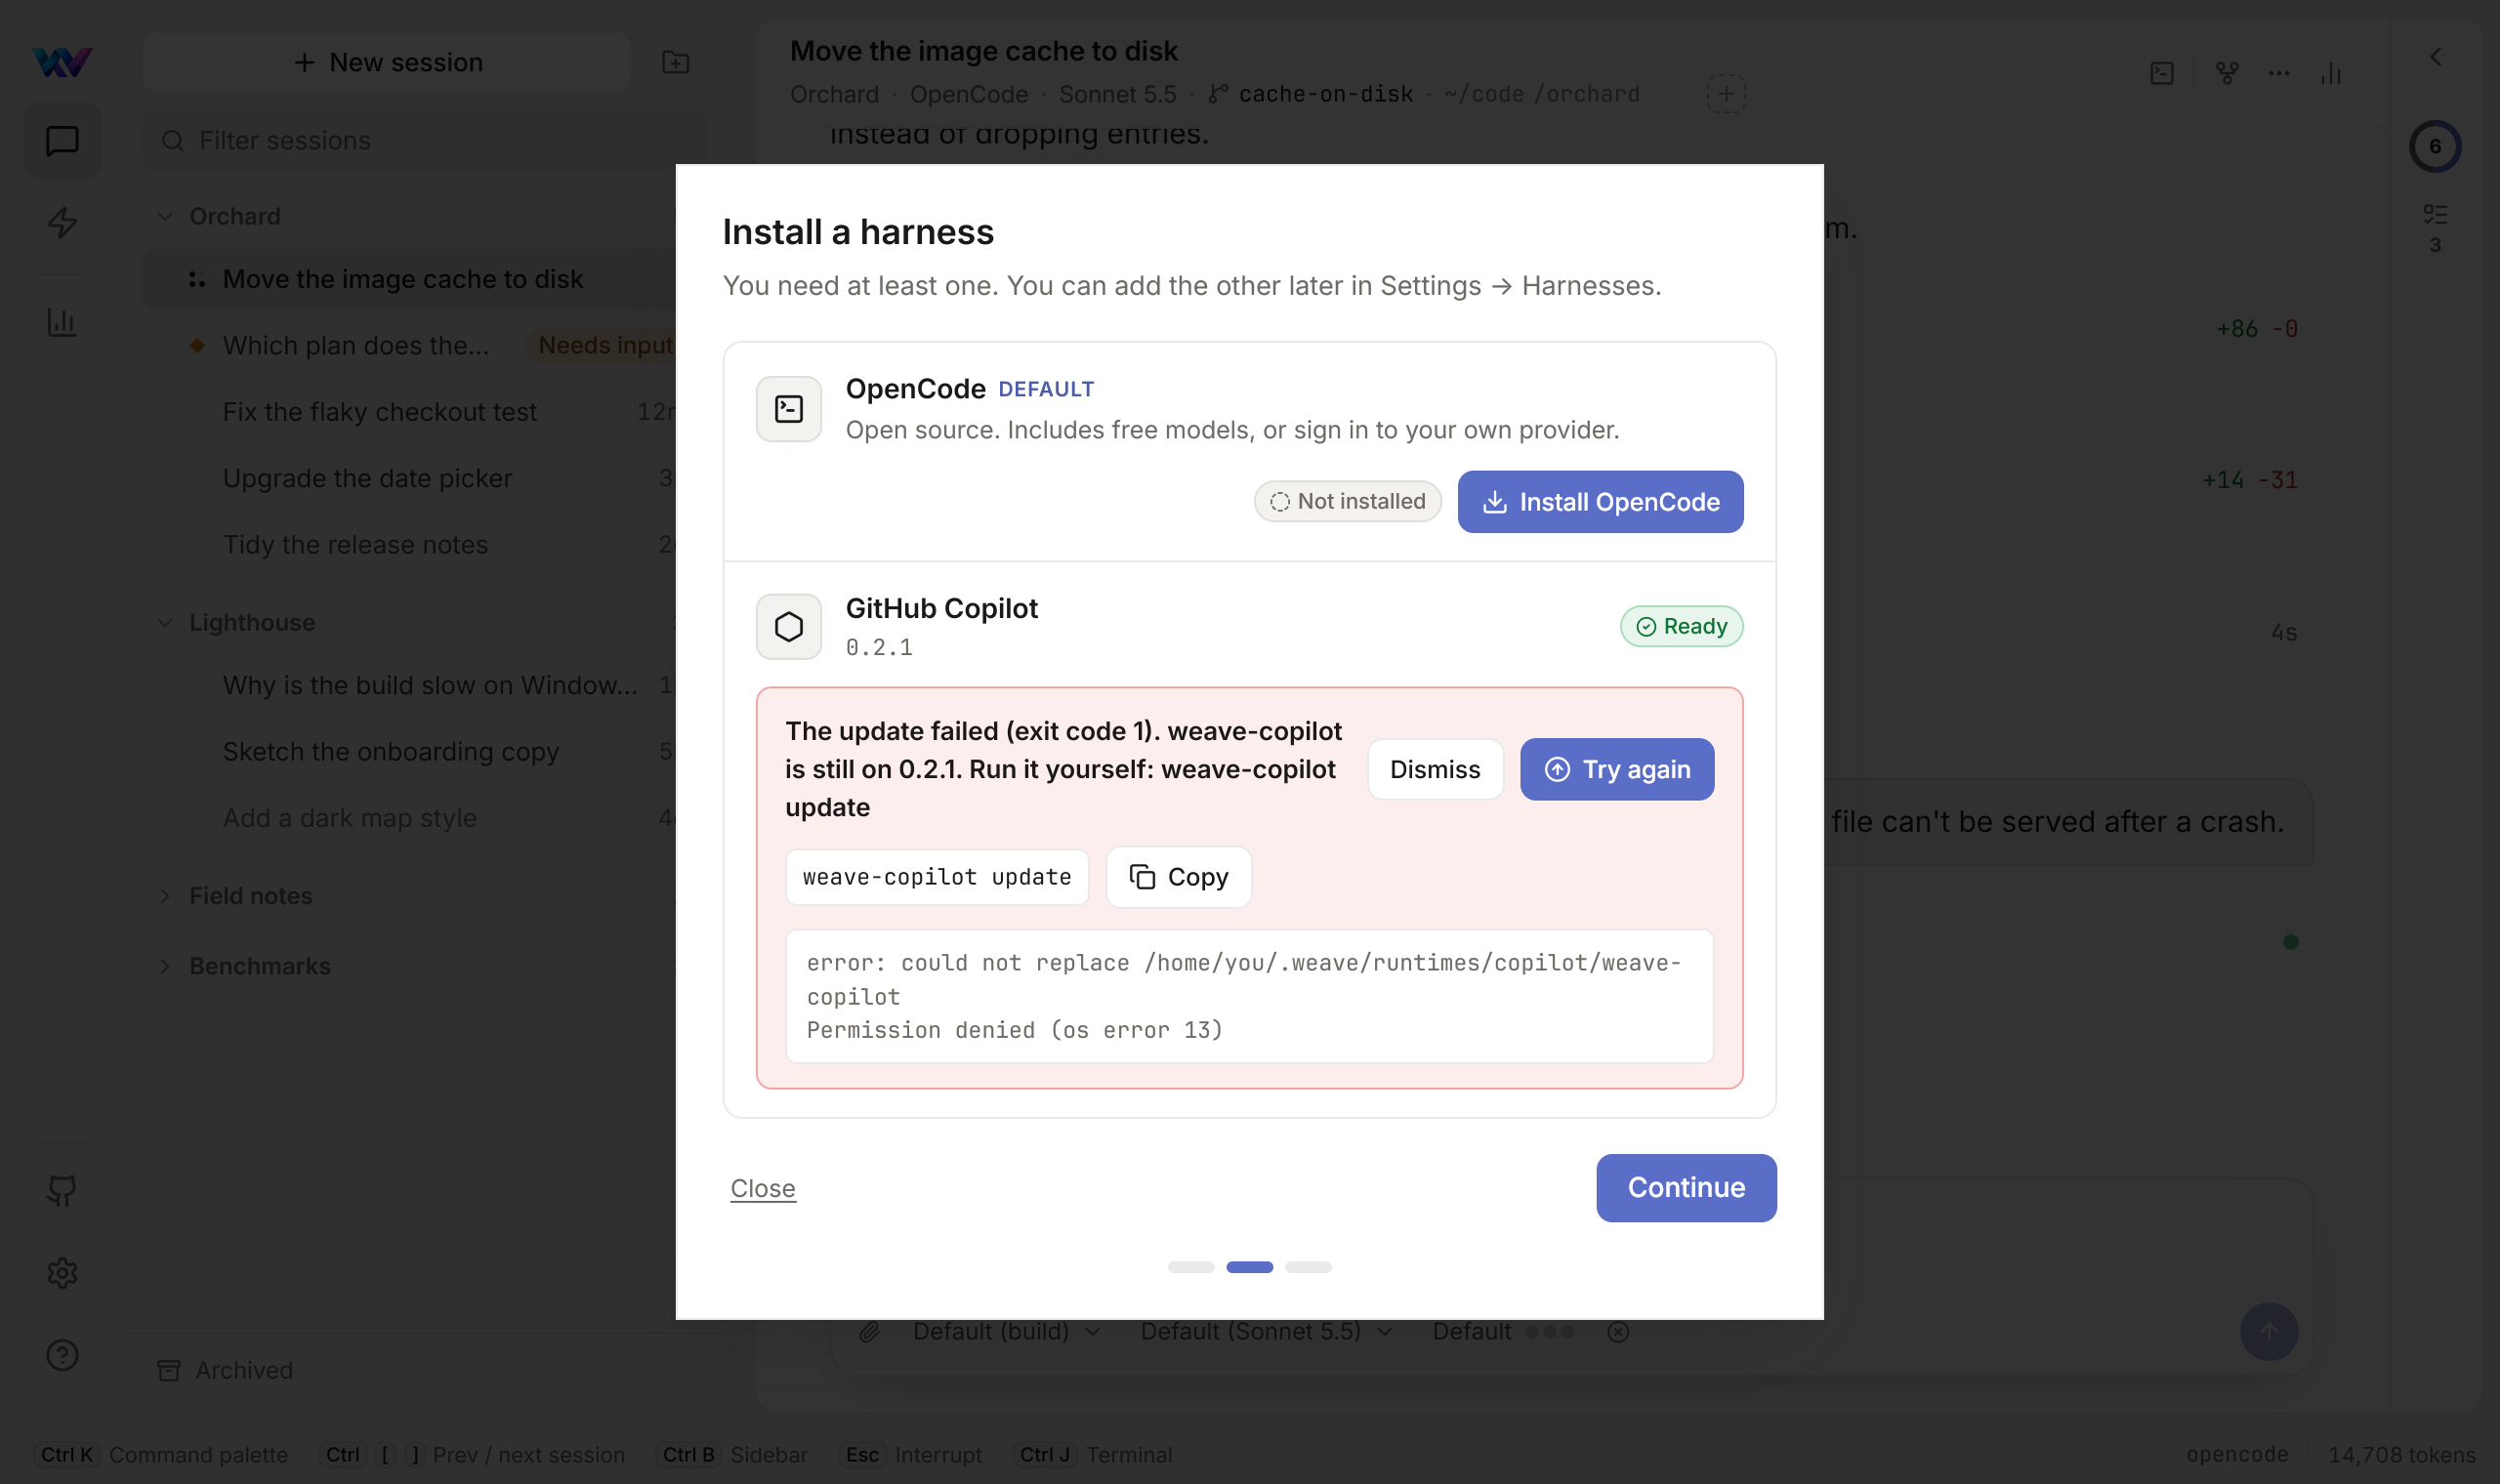 New session
Filter sessions
Orchard
Move the image cache to disk
Which plan does the...
Needs input
Fix the flaky checkout test
Upgrade the date picker
Tidy the release notes
Lighthouse
Why is the build slow on Window...
Sketch the onboarding copy
Add a dark map style
Field notes
Benchmarks
Archived
Move the image cache to disk
Orchard · OpenCode · Sonnet 5.5 · cache-on-disk · ~/code/orchard
instead of dropping entries.
6
3
m.
+86 -0
+14 -31
4s
file can't be served after a crash.
Install a harness
You need at least one. You can add the other later in Settings → Harnesses.
OpenCode DEFAULT
Open source. Includes free models, or sign in to your own provider.
Not installed
Install OpenCode
GitHub Copilot
0.2.1
Ready
The update failed (exit code 1). weave-copilot
is still on 0.2.1. Run it yourself: weave-copilot
update
Dismiss
Try again
weave-copilot update
Copy
error: could not replace /home/you/.weave/runtimes/copilot/weave-
copilot
Permission denied (os error 13)
Close
Continue
Default (build)
Default (Sonnet 5.5)
Default
Ctrl K Command palette
Ctrl [ ] Prev / next session
Ctrl B Sidebar
Esc Interrupt
Ctrl J Terminal
opencode
14,708 tokens